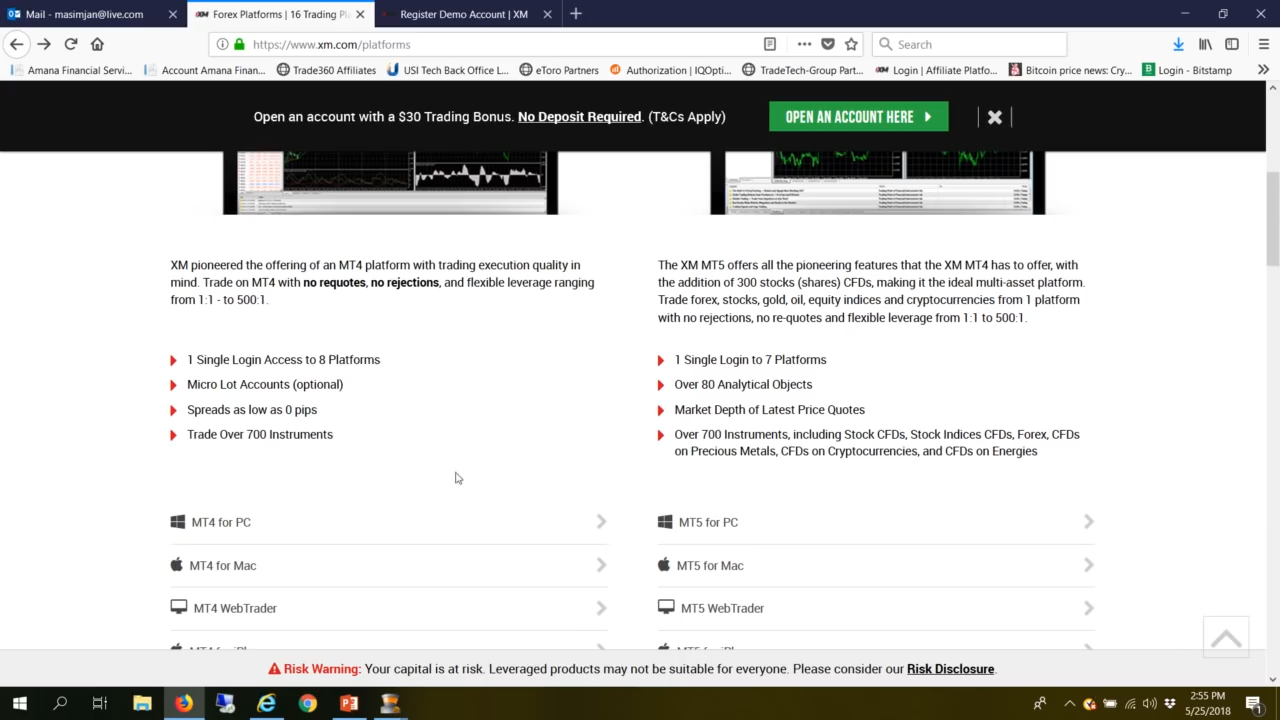 Mail - masimjan@live.com
Forex Platforms | 16 Trading Pl
Register Demo Account | XM
https://www.xm.com/platforms
Search
Amana Financial Servi...
Account Amana Finan...
Trade360 Affiliates
USI Tech Back Office L...
eToro Partners
Authorization | IQOpti...
TradeTech-Group Part...
Login | Affiliate Platfo...
Bitcoin price news: Cry...
Login - Bitstamp
Open an account with a $30 Trading Bonus. No Deposit Required. (T&Cs Apply)
OPEN AN ACCOUNT HERE
XM pioneered the offering of an MT4 platform with trading execution quality in
mind. Trade on MT4 with no requotes, no rejections, and flexible leverage ranging
from 1:1 - to 500:1.
1 Single Login Access to 8 Platforms
Micro Lot Accounts (optional)
Spreads as low as 0 pips
Trade Over 700 Instruments
MT4 for PC
MT4 for Mac
MT4 WebTrader
The XM MT5 offers all the pioneering features that the XM MT4 has to offer, with
the addition of 300 stocks (shares) CFDs, making it the ideal multi-asset platform.
Trade forex, stocks, gold, oil, equity indices and cryptocurrencies from 1 platform
with no rejections, no re-quotes and flexible leverage from 1:1 to 500:1.
1 Single Login to 7 Platforms
Over 80 Analytical Objects
Market Depth of Latest Price Quotes
Over 700 Instruments, including Stock CFDs, Stock Indices CFDs, Forex, CFDs
on Precious Metals, CFDs on Cryptocurrencies, and CFDs on Energies
MT5 for PC
MT5 for Mac
MT5 WebTrader
Risk Warning: Your capital is at risk. Leveraged products may not be suitable for everyone. Please consider our Risk Disclosure.
2:55 PM
5/25/2018